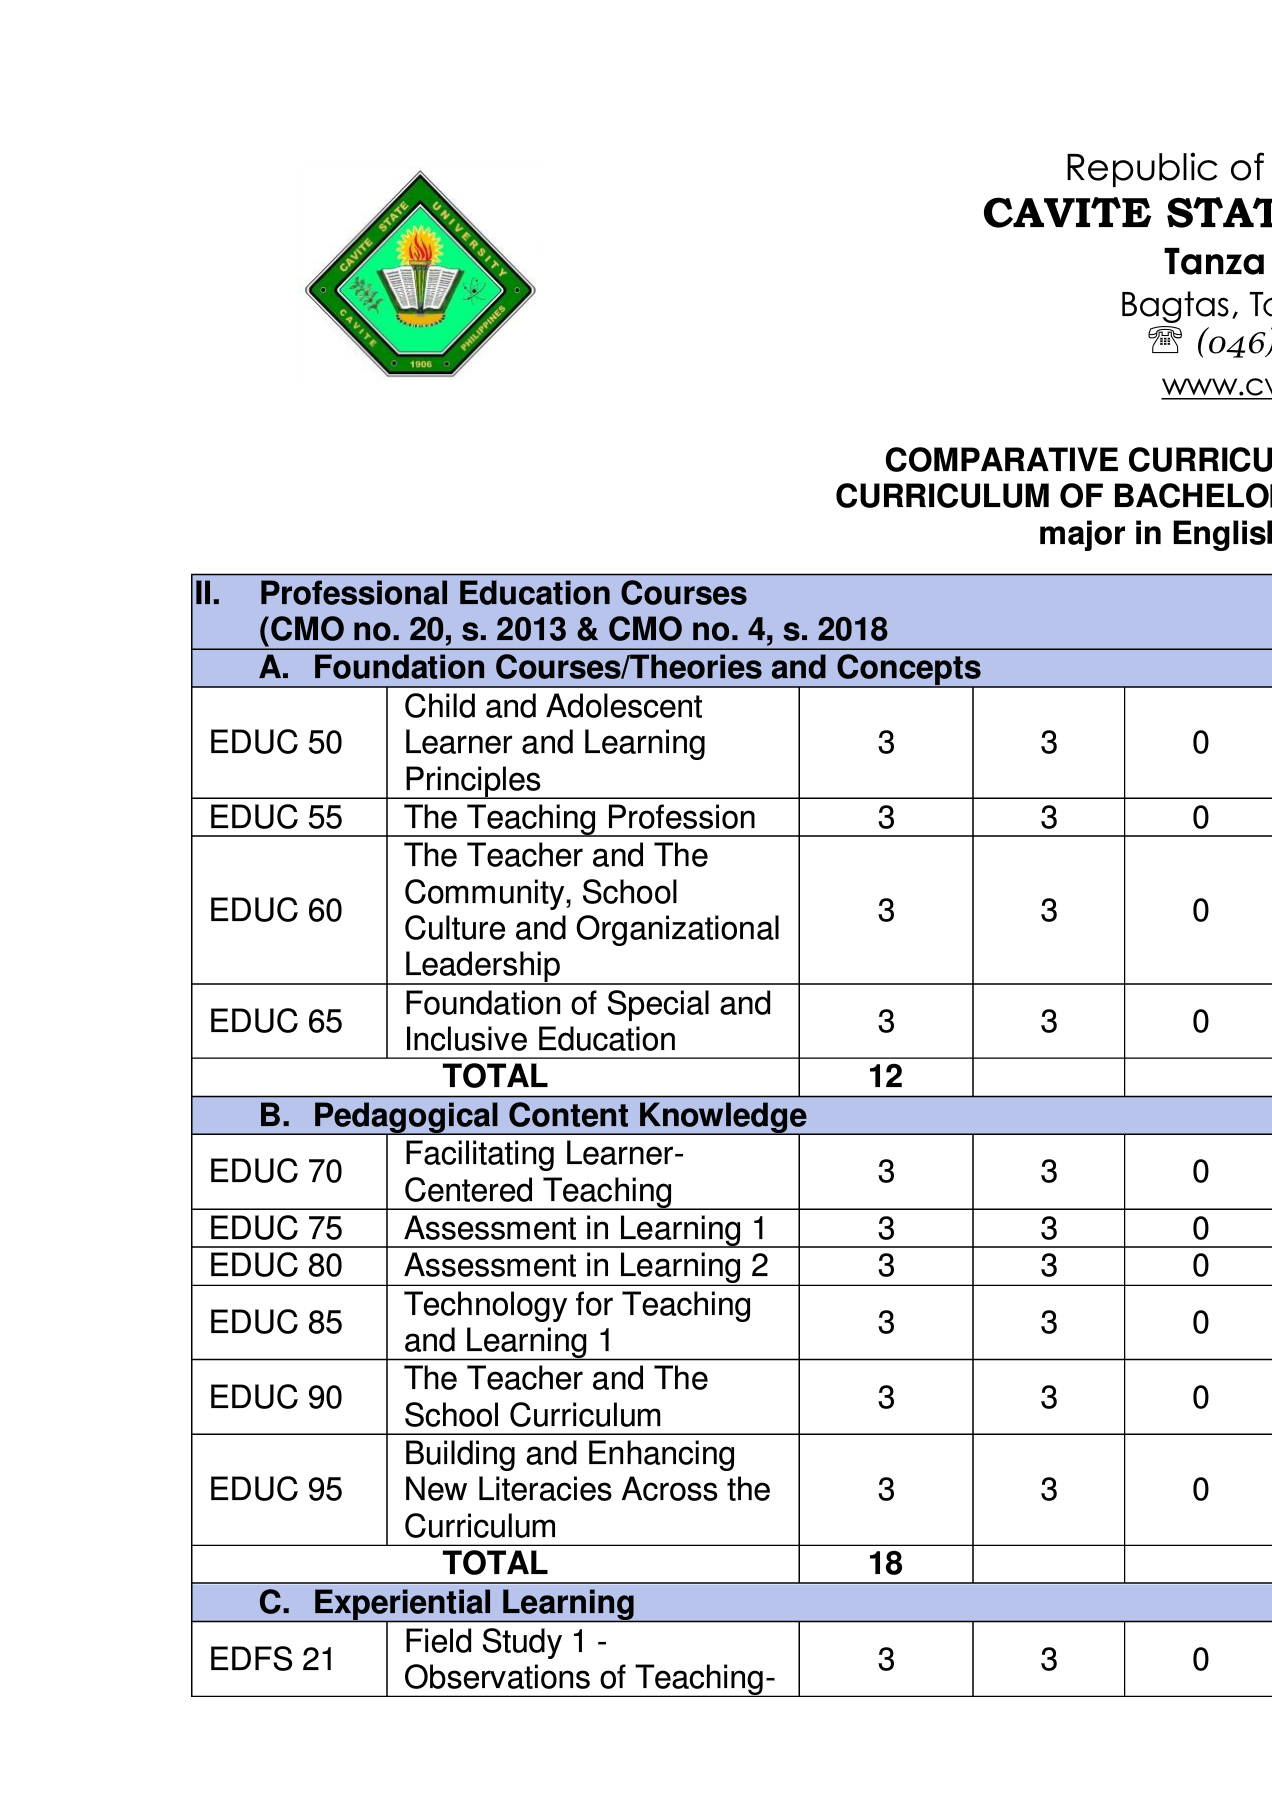 CAVITE STATE UNIVERSITY
CAVITE
PHILIPPINES
1906
Republic of
CAVITE STAT
Tanza
Bagtas, Ta
(046)
www.cv
COMPARATIVE CURRICU
CURRICULUM OF BACHELO
major in English
II. Professional Education Courses
(CMO no. 20, s. 2013 & CMO no. 4, s. 2018
A. Foundation Courses/Theories and Concepts
Child and Adolescent
EDUC 50 Learner and Learning 3 3 0
Principles
EDUC 55 The Teaching Profession 3 3 0
The Teacher and The
Community, School
EDUC 60 Culture and Organizational 3 3 0
Leadership
EDUC 65 Foundation of Special and 3 3 0
Inclusive Education
TOTAL 12
B. Pedagogical Content Knowledge
EDUC 70 Facilitating Learner- 3 3 0
Centered Teaching
EDUC 75 Assessment in Learning 1 3 3 0
EDUC 80 Assessment in Learning 2 3 3 0
EDUC 85 Technology for Teaching 3 3 0
and Learning 1
EDUC 90 The Teacher and The 3 3 0
School Curriculum
Building and Enhancing
EDUC 95 New Literacies Across the 3 3 0
Curriculum
TOTAL 18
C. Experiential Learning
EDFS 21 Field Study 1 - 3 3 0
Observations of Teaching-